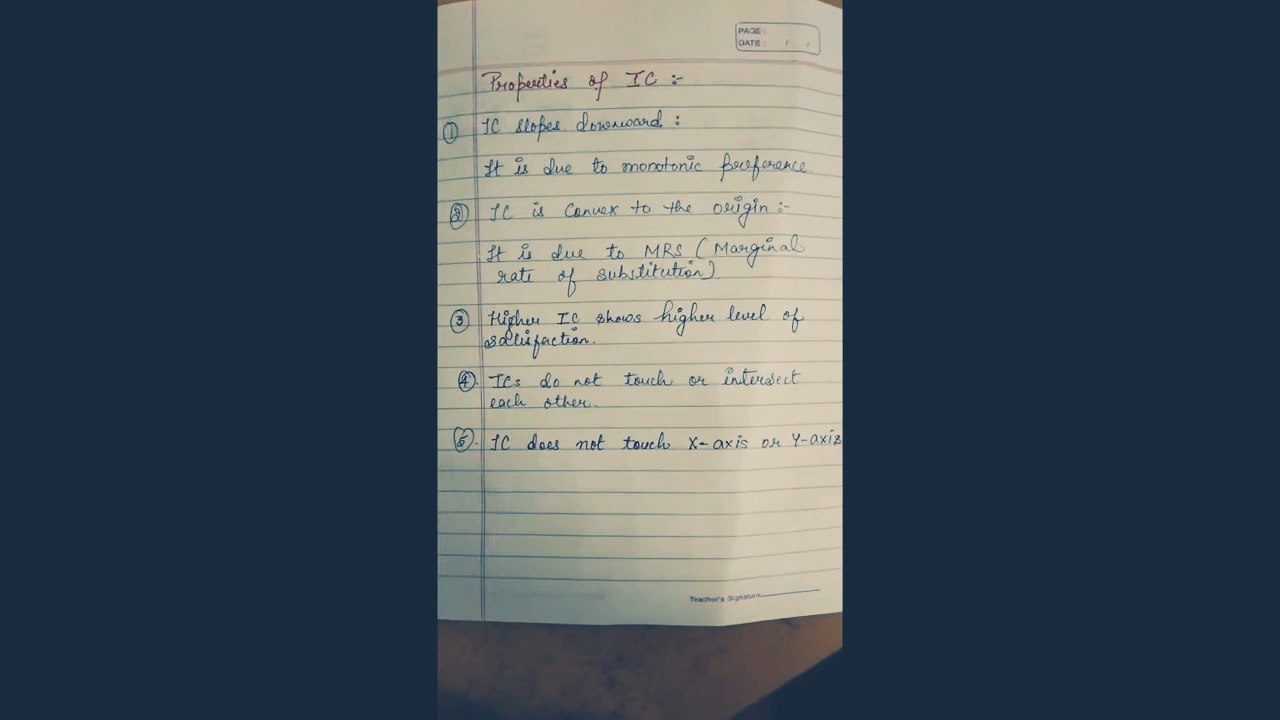 PAGE :
DATE : / /
Properties of IC :-
① IC slopes downward :
It is due to monotonic preference.
② IC is Convex to the origin :-
It is due to MRS (Marginal
rate of substitution)
③ Higher IC shows higher level of
satisfaction.
④. ICs do not touch or intersect
each other.
⑤. IC does not touch X-axis or Y-axis
Teacher's Signature